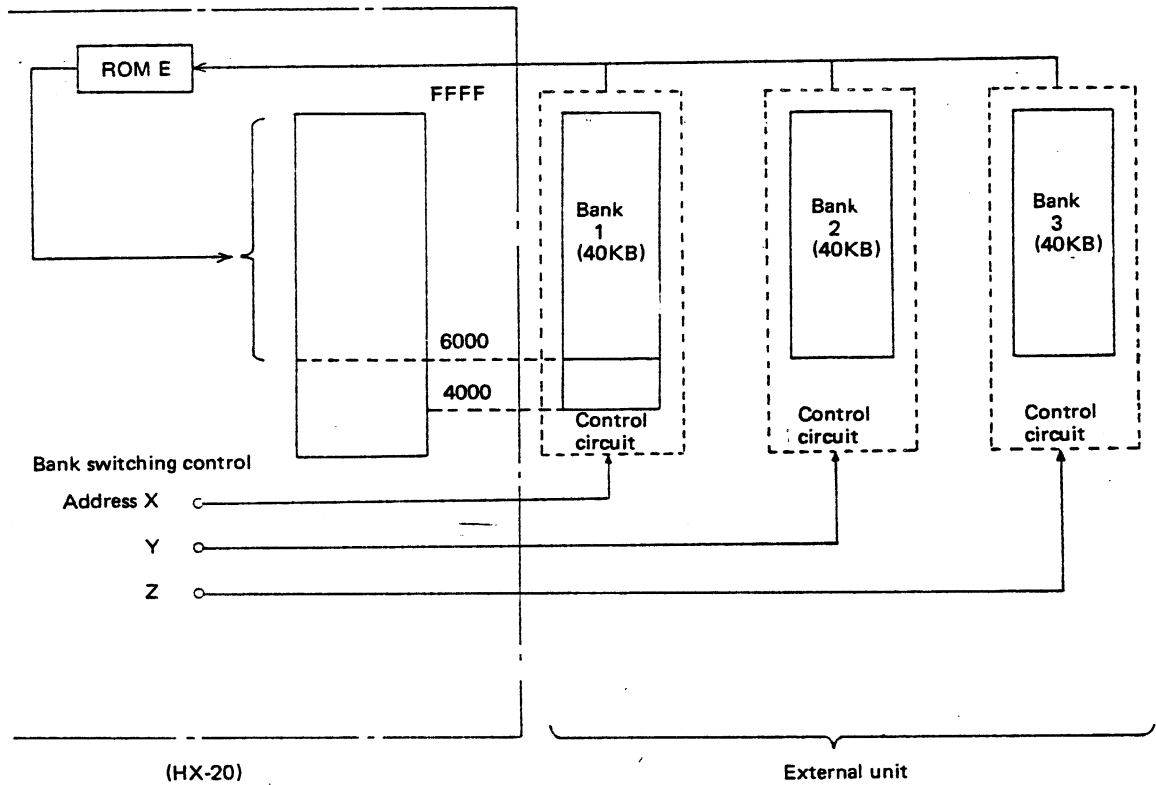 ROM E
FFFF
Bank
1
(40KB)
Bank
2
(40KB)
Bank
3
(40KB)
6000
4000
Control
circuit
Control
circuit
Control
circuit
Bank switching control
Address X
Y
Z
(HX-20)
External unit